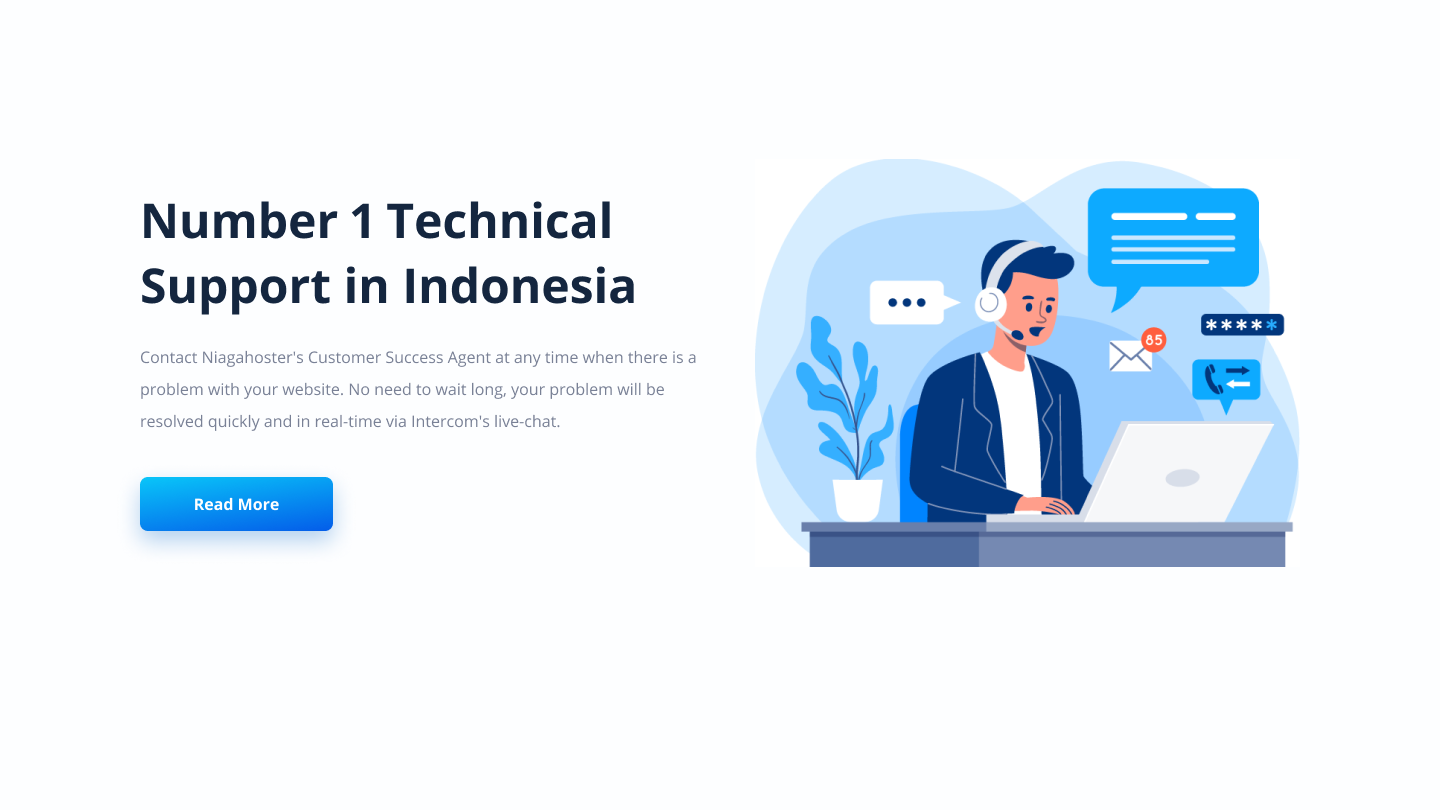 Number 1 Technical
Support in Indonesia
Contact Niagahoster's Customer Success Agent at any time when there is a
problem with your website. No need to wait long, your problem will be
resolved quickly and in real-time via Intercom's live-chat.
Read More
*****
85